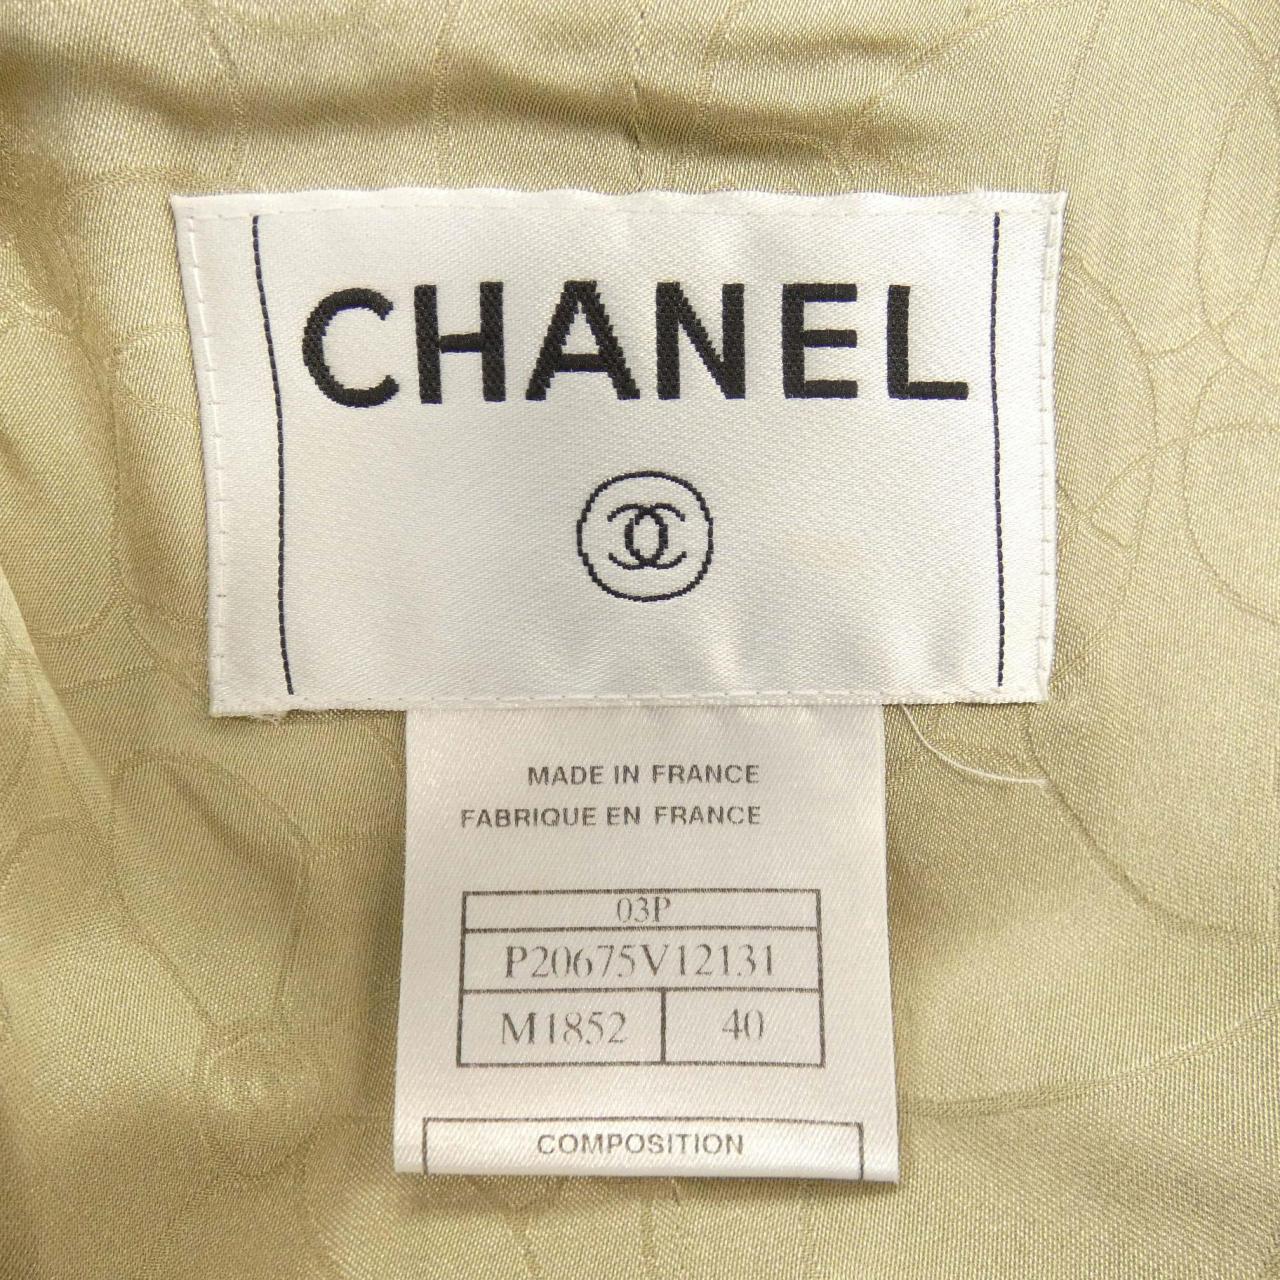 CHANEL
MADE IN FRANCE
FABRIQUE EN FRANCE
03P
P20675V12131
M1852 40
COMPOSITION